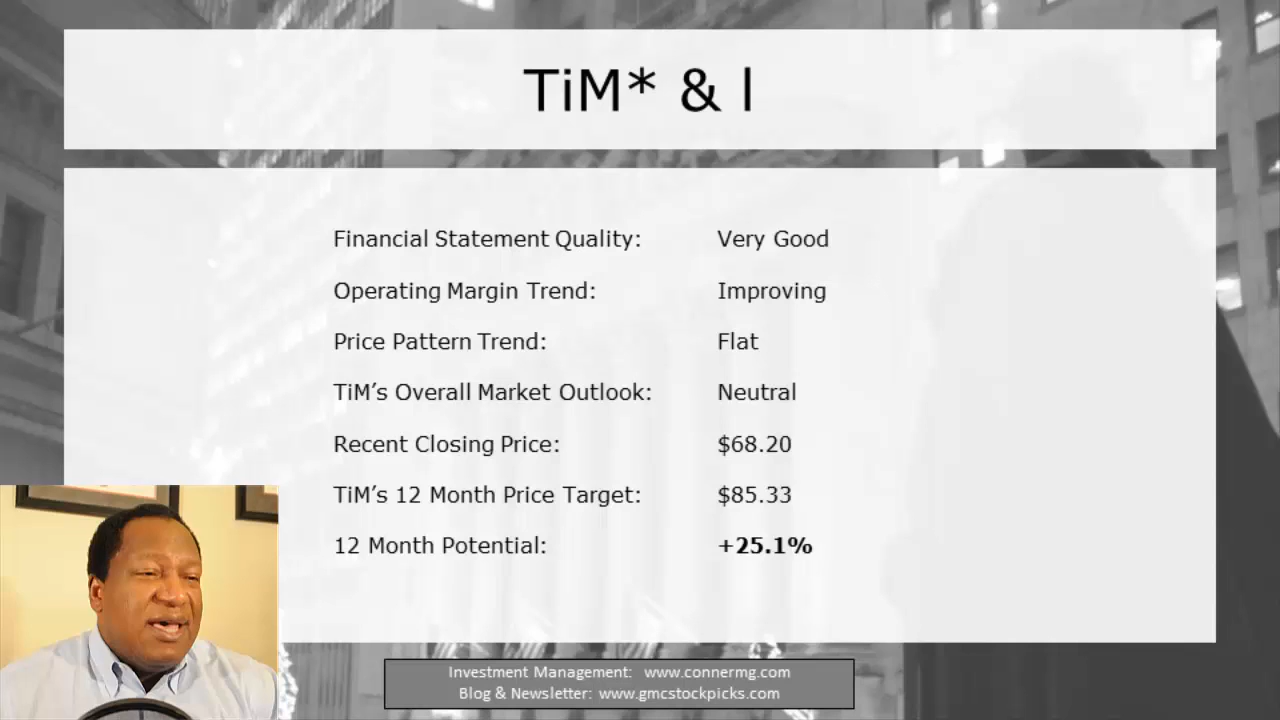 TiM* & I
Financial Statement Quality: Very Good
Operating Margin Trend: Improving
Price Pattern Trend: Flat
TiM’s Overall Market Outlook: Neutral
Recent Closing Price: $68.20
TiM’s 12 Month Price Target: $85.33
12 Month Potential: +25.1%
Investment Management: www.connermg.com
Blog & Newsletter: www.gmcstockpicks.com